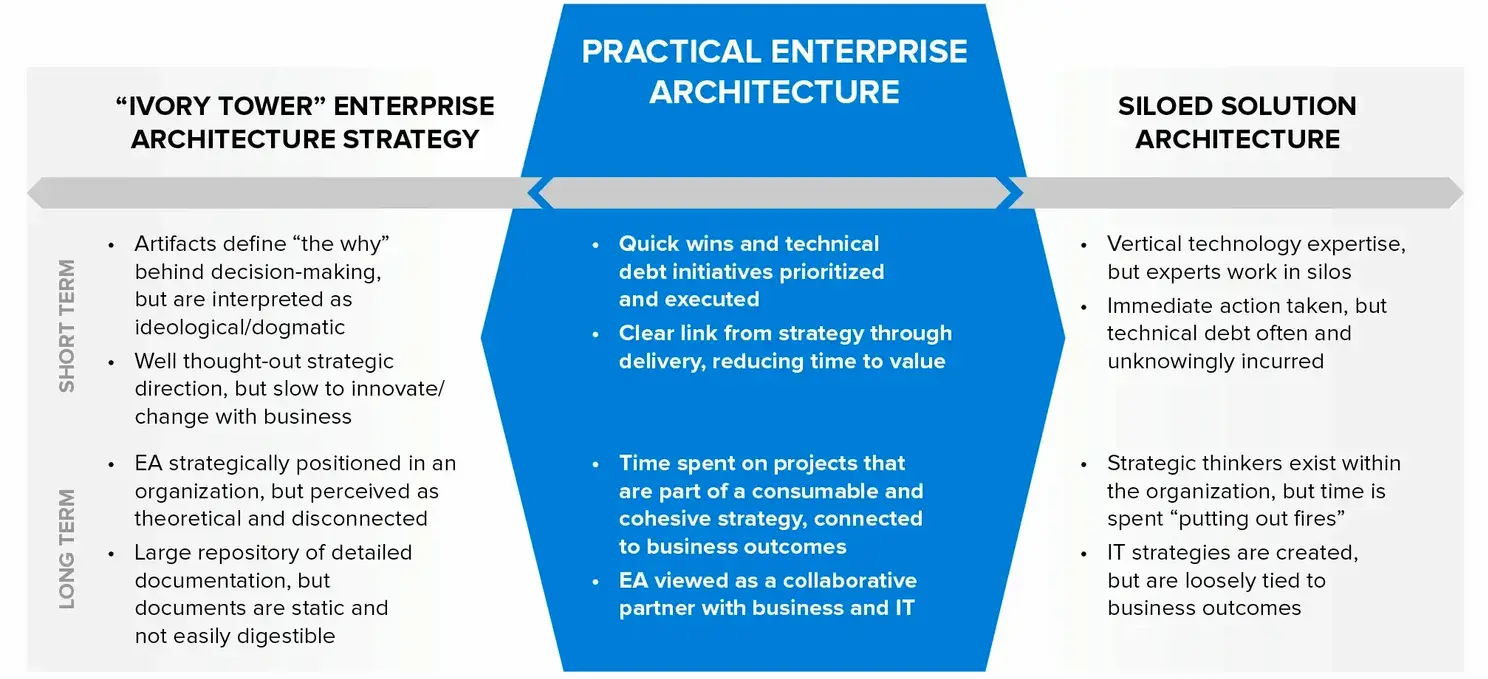 PRACTICAL ENTERPRISE
ARCHITECTURE
“IVORY TOWER” ENTERPRISE
ARCHITECTURE STRATEGY
SILOED SOLUTION
ARCHITECTURE
SHORT TERM
• Artifacts define “the why”
behind decision-making,
but are interpreted as
ideological/dogmatic
• Well thought-out strategic
direction, but slow to innovate/
change with business
• Quick wins and technical
debt initiatives prioritized
and executed
• Clear link from strategy through
delivery, reducing time to value
• Vertical technology expertise,
but experts work in silos
• Immediate action taken, but
technical debt often and
unknowingly incurred
LONG TERM
• EA strategically positioned in an
organization, but perceived as
theoretical and disconnected
• Large repository of detailed
documentation, but
documents are static and
not easily digestible
• Time spent on projects that
are part of a consumable and
cohesive strategy, connected
to business outcomes
• EA viewed as a collaborative
partner with business and IT
• Strategic thinkers exist within
the organization, but time is
spent “putting out fires”
• IT strategies are created,
but are loosely tied to
business outcomes